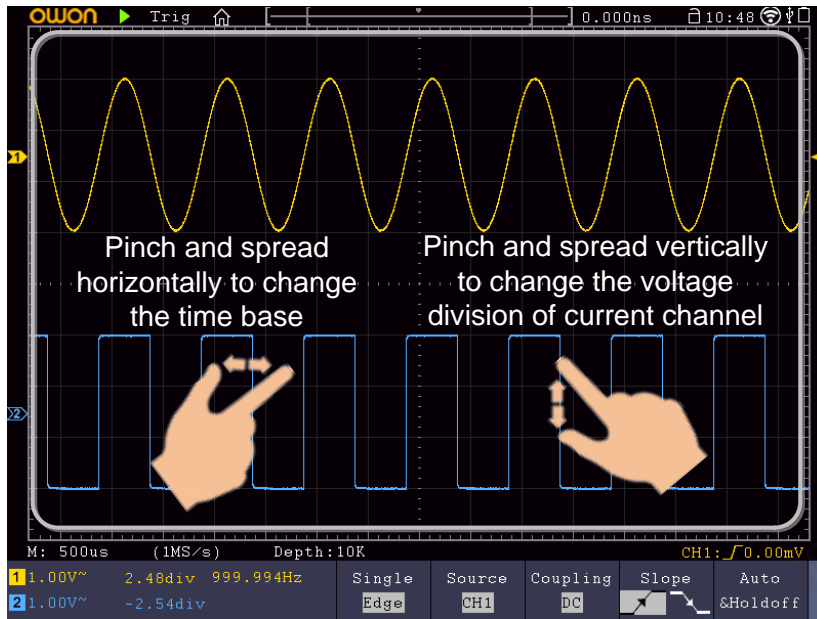 OWON Trig 0.000ns 10:48
1
Pinch and spread
horizontally to change
the time base
Pinch and spread vertically
to change the voltage
division of current channel
2
M: 500us (1MS/s) Depth:10K CH1: 0.00mV
1 1.00V~ 2.48div 999.994Hz Single Source Coupling Slope Auto
2 1.00V~ -2.54div Edge CH1 DC &Holdoff